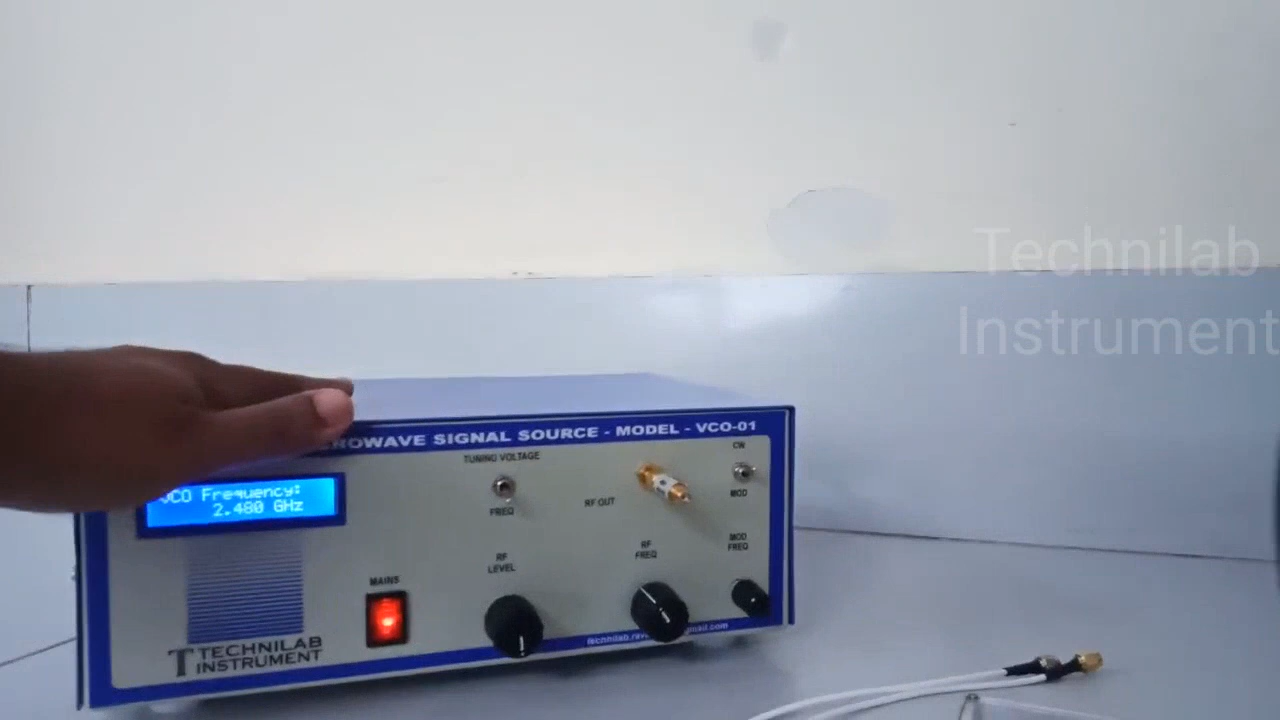 Technilab
Instrument
ROWAVE SIGNAL SOURCE - MODEL - VCO-01
TUNING VOLTAGE
CW
VCO Frequency:
2.480 GHz
RF OUT
MOD
FREQ
RF
LEVEL
RF
FREQ
MOD
FREQ
MAINS
TECHNILAB
INSTRUMENT